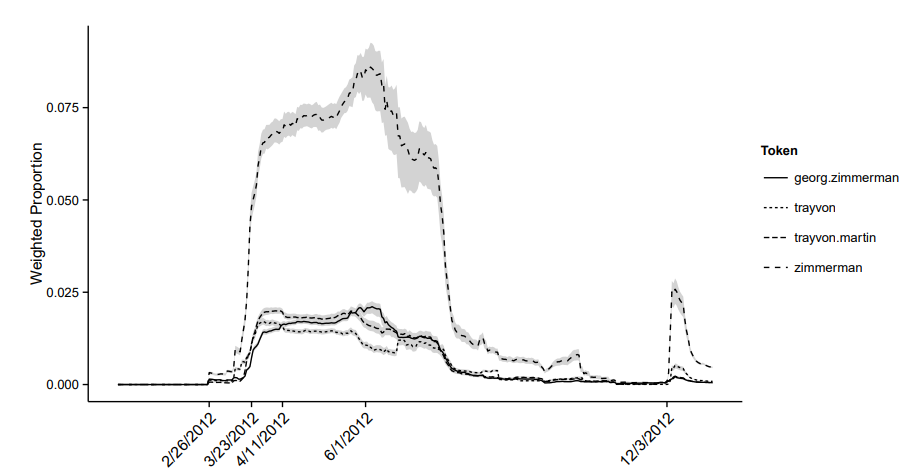 Weighted Proportion
0.075
0.050
0.025
0.000
2/26/2012
3/23/2012
4/11/2012
6/1/2012
12/3/2012
Token
georg.zimmerman
trayvon
trayvon.martin
zimmerman